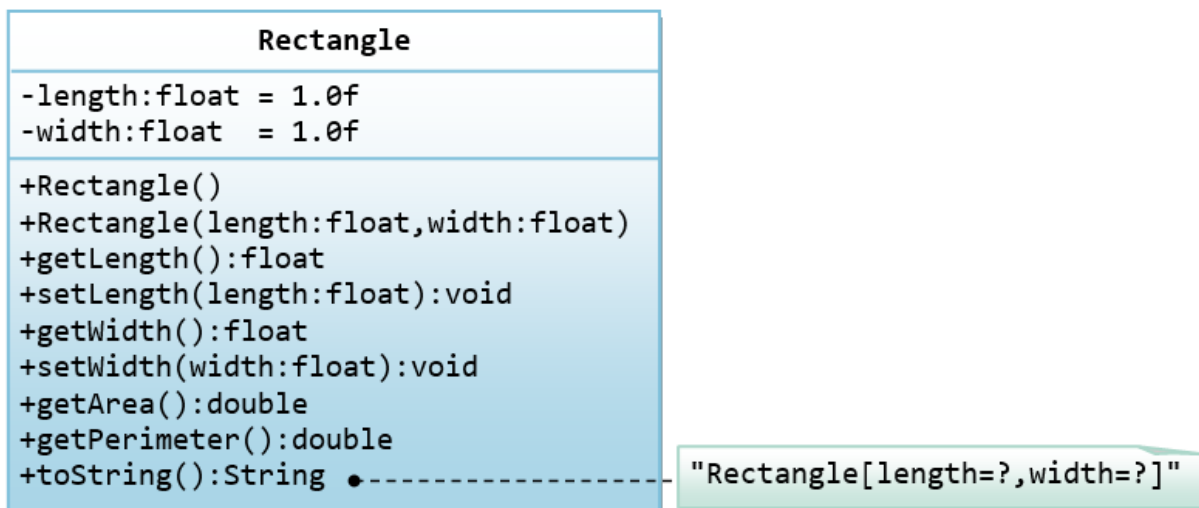 Rectangle
-length:float = 1.0f
-width:float  = 1.0f
+Rectangle()
+Rectangle(length:float,width:float)
+getLength():float
+setLength(length:float):void
+getWidth():float
+setWidth(width:float):void
+getArea():double
+getPerimeter():double
+toString():String
"Rectangle[length=?,width=?]"